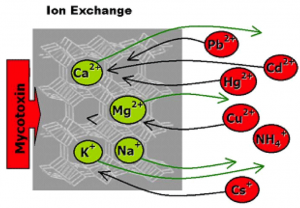 Ion Exchange
Mycotoxin
Ca²⁺
Mg²⁺
K⁺
Na⁺
Pb²⁺
Cd²⁺
Hg²⁺
Cu²⁺
NH₄⁺
Cs⁺